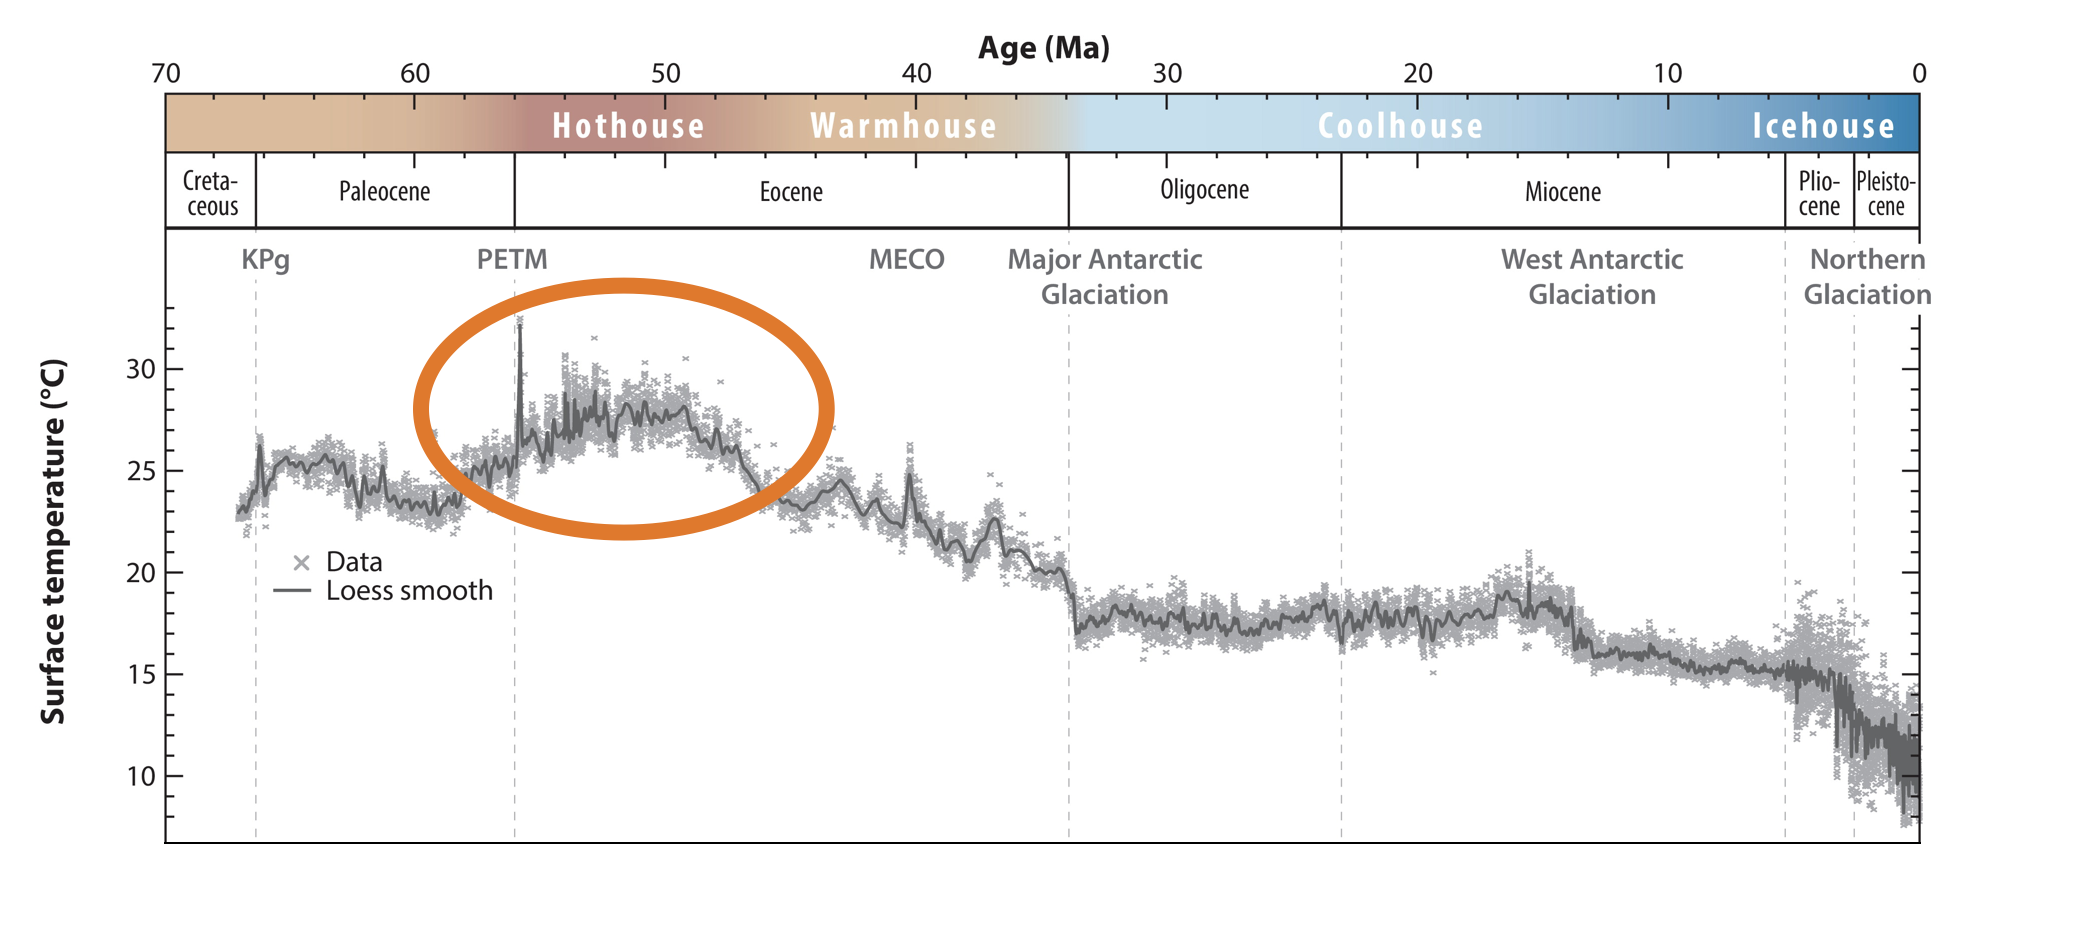 Age (Ma)
70 60 50 40 30 20 10 0
Hothouse Warmhouse Coolhouse Icehouse
Creta-
ceous
Paleocene
Eocene
Oligocene
Miocene
Plio-
cene
Pleisto-
cene
KPg
PETM
MECO
Major Antarctic
Glaciation
West Antarctic
Glaciation
Northern
Glaciation
Surface temperature (°C)
30
25
20
15
10
Data
Loess smooth